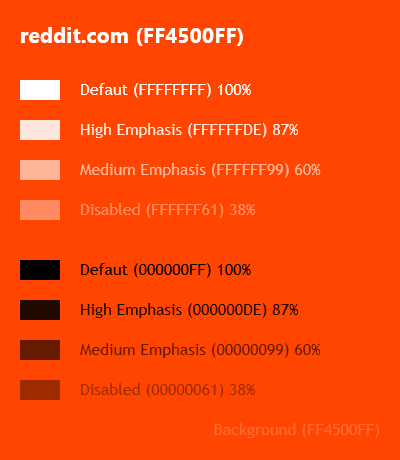 reddit.com (FF4500FF)
Defaut (FFFFFFFF) 100%
High Emphasis (FFFFFFDE) 87%
Medium Emphasis (FFFFFF99) 60%
Disabled (FFFFFF61) 38%
Defaut (000000FF) 100%
High Emphasis (000000DE) 87%
Medium Emphasis (00000099) 60%
Disabled (00000061) 38%
Background (FF4500FF)